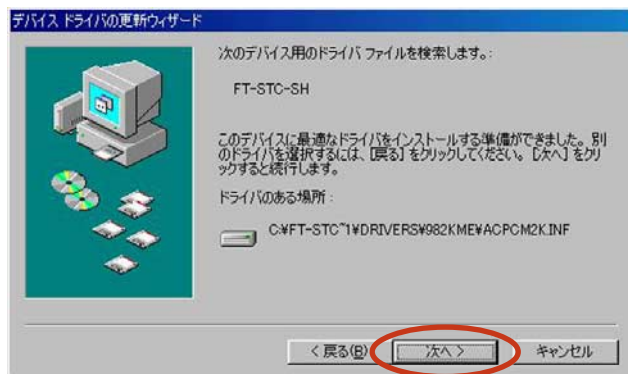 デバイス ドライバの更新ウィザード
次のデバイス用のドライバ ファイルを検索します。:
FT-STC-SH
このデバイスに最適なドライバをインストールする準備ができました。別
のドライバを選択するには、[戻る] をクリックしてください。[次へ] をクリ
ックすると続行します。
ドライバのある場所:
C:¥FT-STC~1¥DRIVERS¥982KME¥ACPCM2K.INF
< 戻る(B)
次へ >
キャンセル